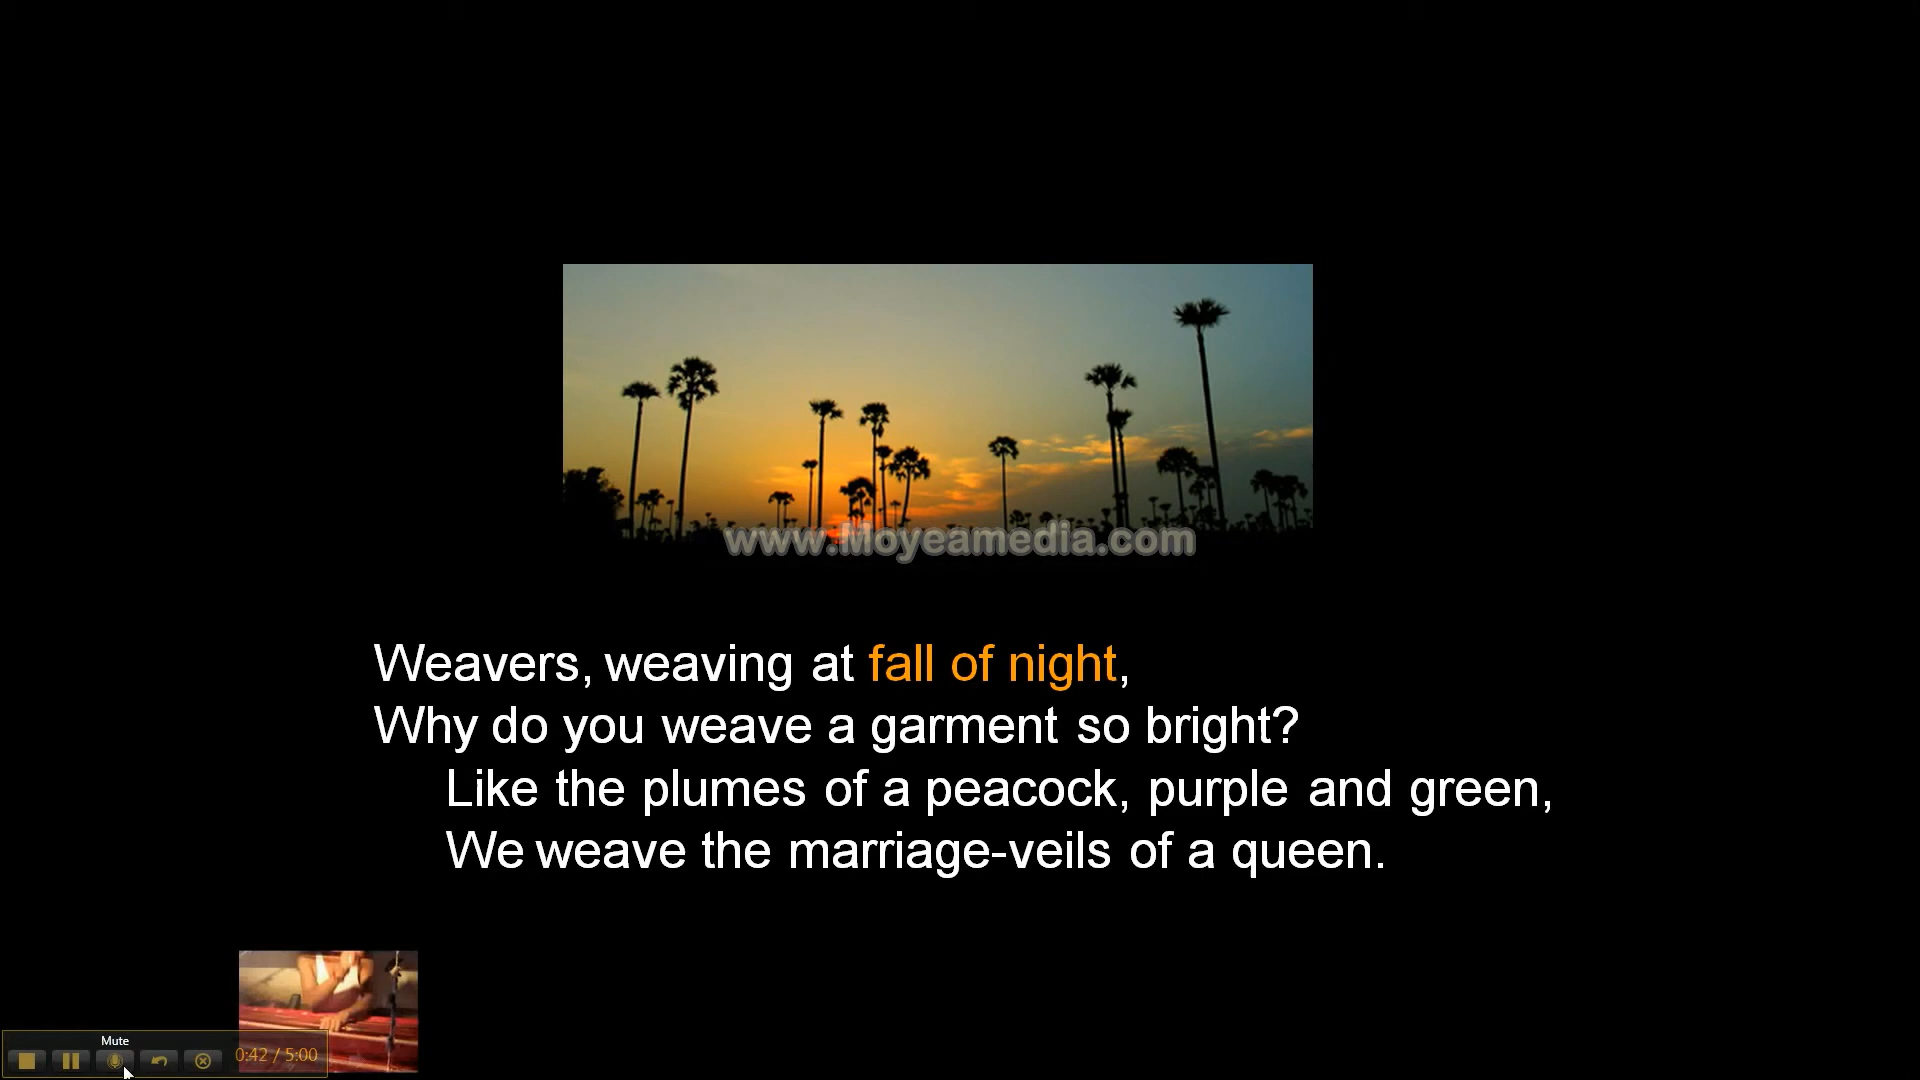 www.Moyeamedia.com
Weavers, weaving at fall of night,
Why do you weave a garment so bright?
Like the plumes of a peacock, purple and green,
We weave the marriage-veils of a queen.
Mute
0:42 / 5:00